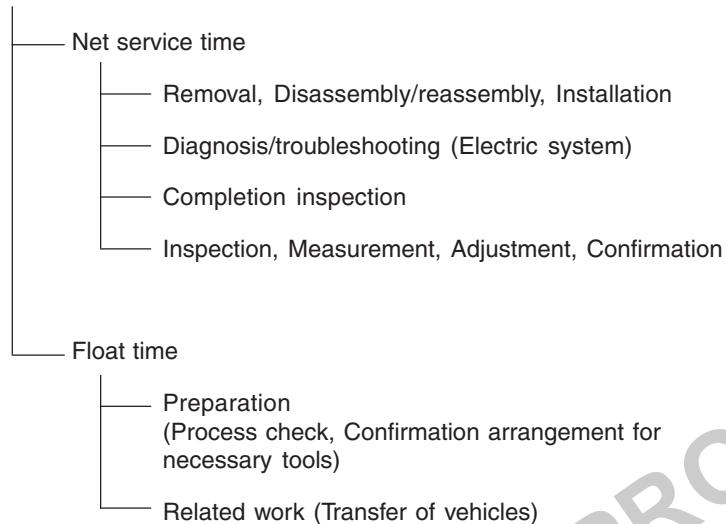 Net service time
Removal, Disassembly/reassembly, Installation
Diagnosis/troubleshooting (Electric system)
Completion inspection
Inspection, Measurement, Adjustment, Confirmation
Float time
Preparation
(Process check, Confirmation arrangement for
necessary tools)
Related work (Transfer of vehicles)
PRO